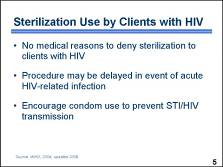 Sterilization Use by Clients with HIV
• No medical reasons to deny sterilization to
clients with HIV
• Procedure may be delayed in event of acute
HIV-related infection
• Encourage condom use to prevent STI/HIV
transmission
Source: WHO, 2004, updated 2008.
5